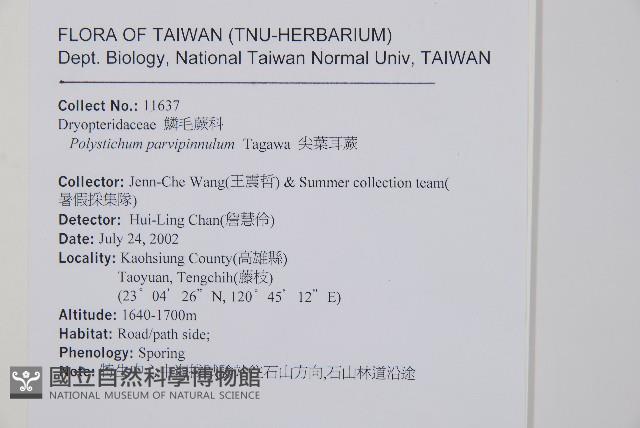 FLORA OF TAIWAN (TNU-HERBARIUM)
Dept. Biology, National Taiwan Normal Univ, TAIWAN
Collect No.: 11637
Dryopteridaceae 鱗毛蕨科
Polystichum parvipinnulum Tagawa 尖葉耳蕨
Collector: Jenn-Che Wang(王震哲) & Summer collection team(
暑假採集隊)
Detector: Hui-Ling Chan(詹慧伶)
Date: July 24, 2002
Locality: Kaohsiung County(高雄縣)
Taoyuan, Tengchih(藤枝)
(23° 04' 26" N, 120° 45' 12" E)
Altitude: 1640-1700m
Habitat: Road/path side;
Phenology: Sporing
Note: 往石山方向,石山林道沿途
國立自然科學博物館
NATIONAL MUSEUM OF NATURAL SCIENCE